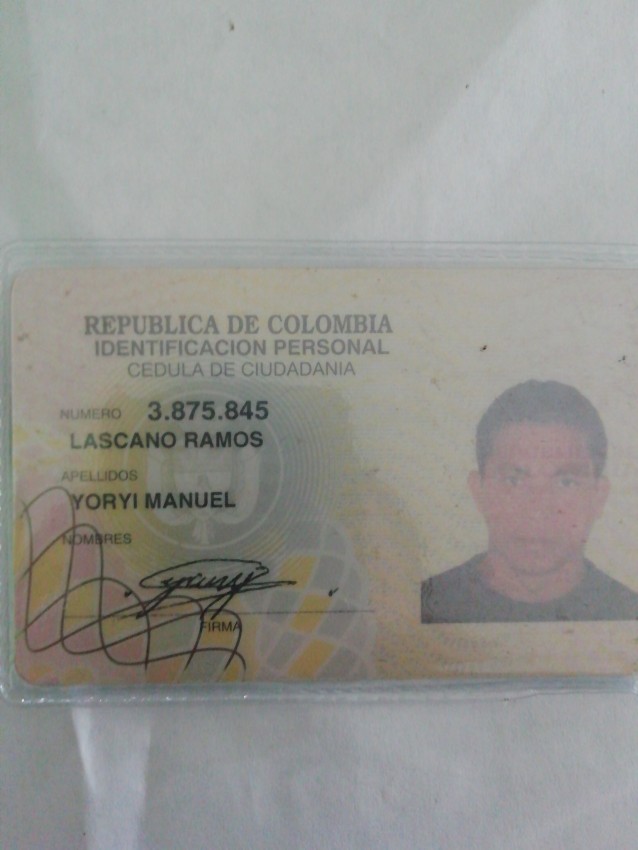 REPUBLICA DE COLOMBIA
IDENTIFICACION PERSONAL
CEDULA DE CIUDADANIA
NUMERO 3.875.845
LASCANO RAMOS
APELLIDOS
YORYI MANUEL
NOMBRES
FIRMA